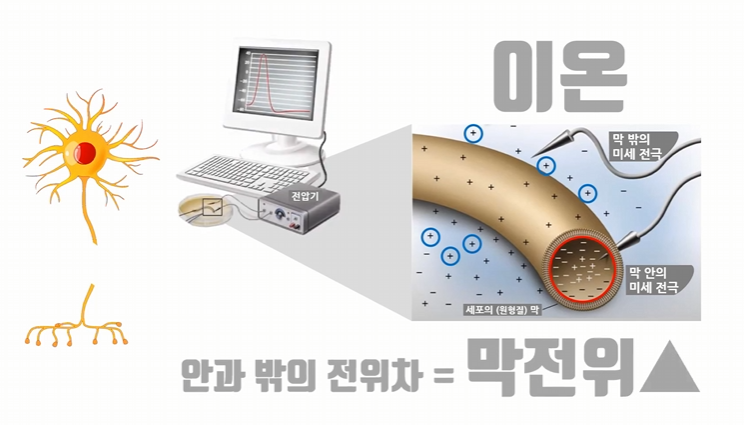 이온
막 밖의
미세 전극
전압기
막 안의
미세 전극
세포의 (원형질) 막
안과 밖의 전위차 = 막전위▲